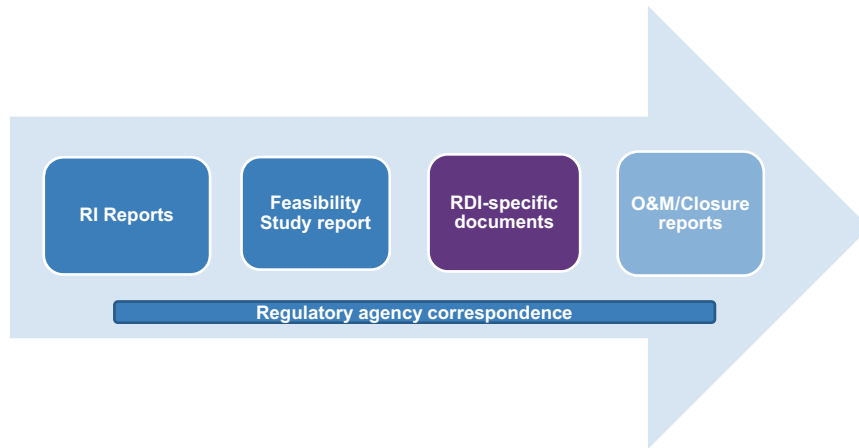 RI Reports
Feasibility
Study report
RDI-specific
documents
O&M/Closure
reports
Regulatory agency correspondence